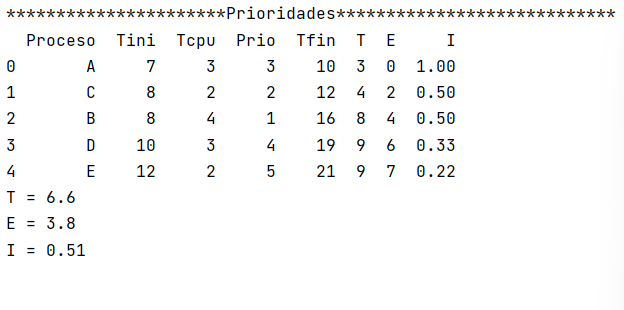 **********************Prioridades****************************
  Proceso  Tini  Tcpu  Prio  Tfin  T  E     I
0       A     7     3     3    10  3  0  1.00
1       C     8     2     2    12  4  2  0.50
2       B     8     4     1    16  8  4  0.50
3       D    10     3     4    19  9  6  0.33
4       E    12     2     5    21  9  7  0.22
T = 6.6
E = 3.8
I = 0.51